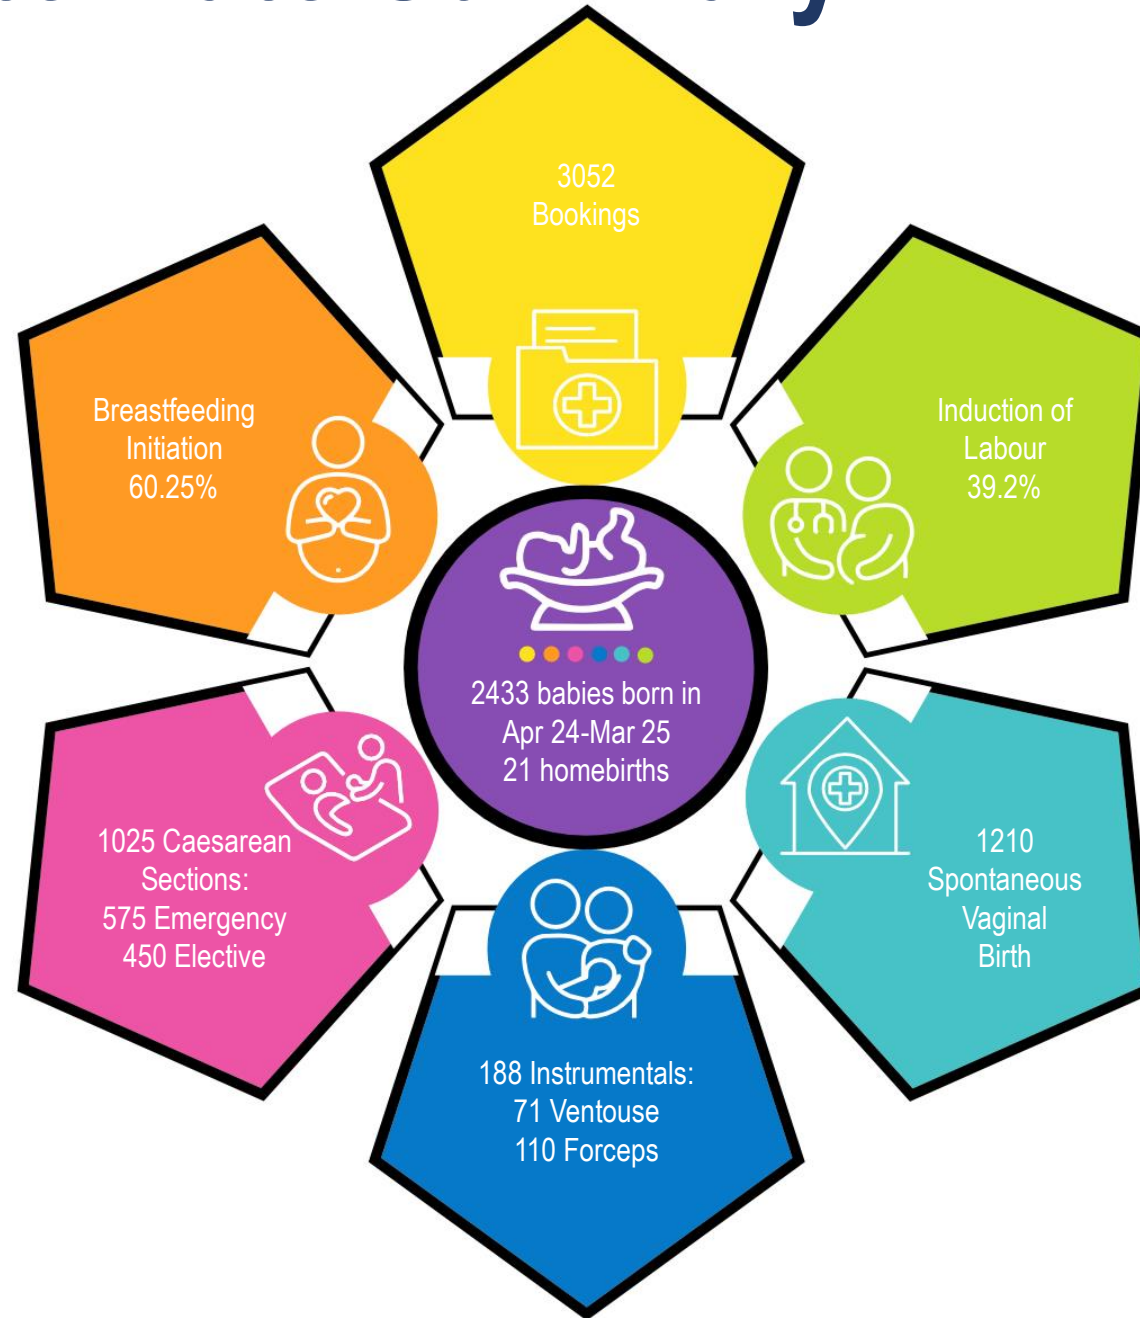 3052
Bookings
Breastfeeding
Initiation
60.25%
Induction of
Labour
39.2%
2433 babies born in
Apr 24-Mar 25
21 homebirths
1025 Caesarean
Sections:
575 Emergency
450 Elective
1210
Spontaneous
Vaginal
Birth
188 Instrumentals:
71 Ventouse
110 Forceps